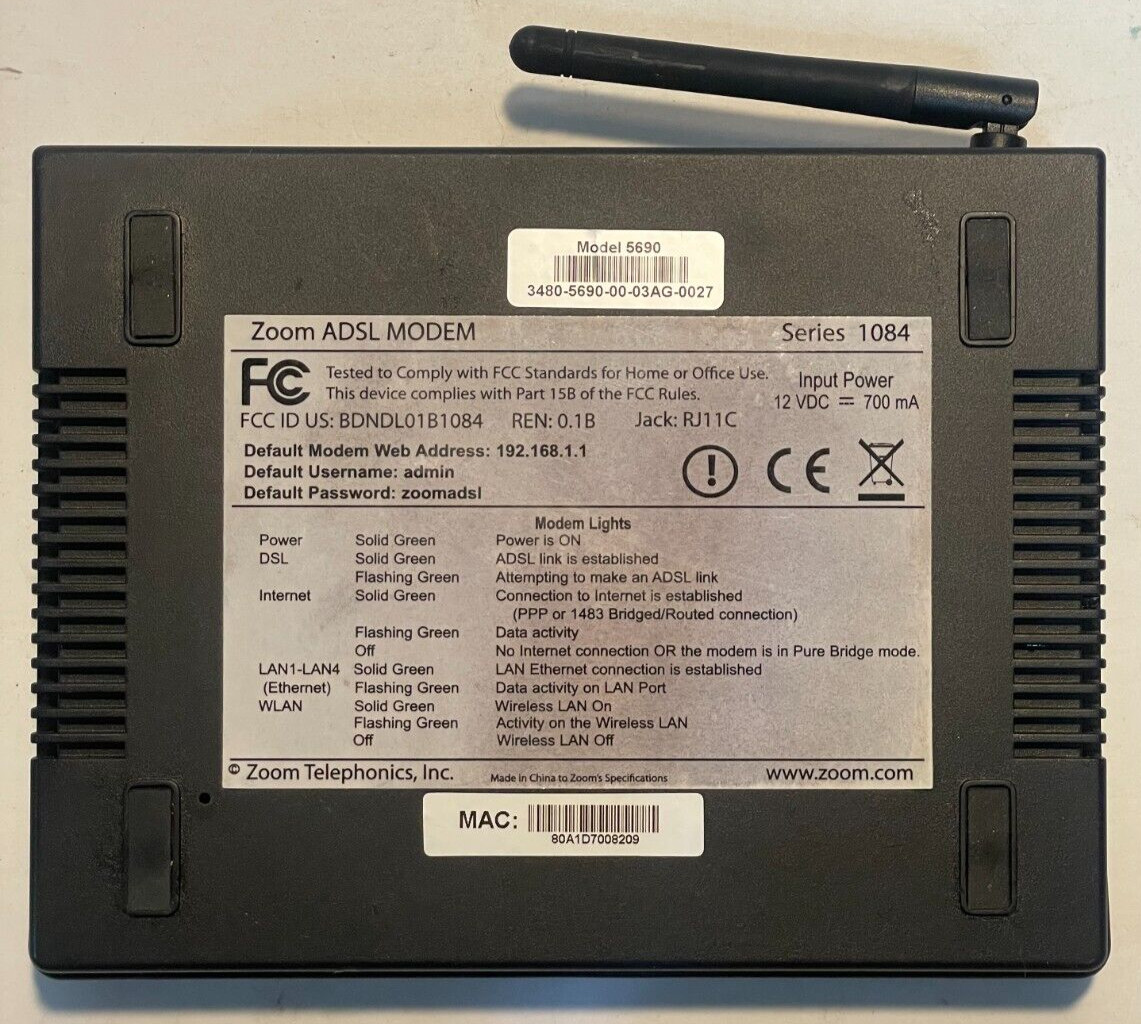 Model 5690
3480-5690-00-03AG-0027
Zoom ADSL MODEM Series 1084
FC Tested to Comply with FCC Standards for Home or Office Use.
This device complies with Part 15B of the FCC Rules.
Input Power
12 VDC ⎓ 700 mA
FCC ID US: BDNDL01B1084 REN: 0.1B Jack: RJ11C
Default Modem Web Address: 192.168.1.1
Default Username: admin
Default Password: zoomadsl
CE
Modem Lights
Power Solid Green Power is ON
DSL Solid Green ADSL link is established
Flashing Green Attempting to make an ADSL link
Internet Solid Green Connection to Internet is established
(PPP or 1483 Bridged/Routed connection)
Flashing Green Data activity
Off No Internet connection OR the modem is in Pure Bridge mode.
LAN1-LAN4 Solid Green LAN Ethernet connection is established
(Ethernet) Flashing Green Data activity on LAN Port
WLAN Solid Green Wireless LAN On
Flashing Green Activity on the Wireless LAN
Off Wireless LAN Off
© Zoom Telephonics, Inc. Made in China to Zoom's Specifications www.zoom.com
MAC:
80A1D7008209